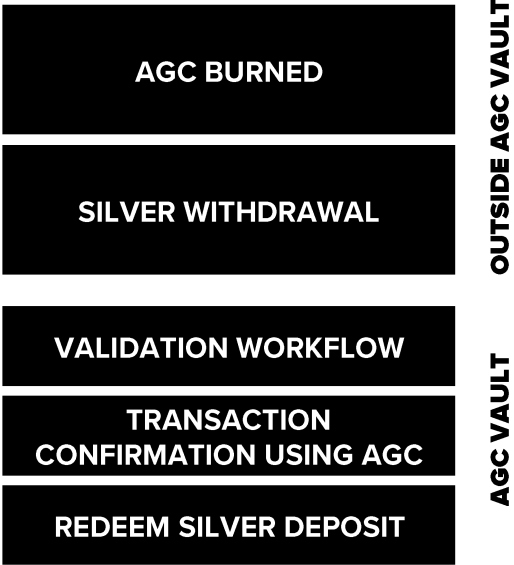 AGC BURNED
SILVER WITHDRAWAL
OUTSIDE AGC VAULT
VALIDATION WORKFLOW
TRANSACTION
CONFIRMATION USING AGC
REDEEM SILVER DEPOSIT
AGC VAULT